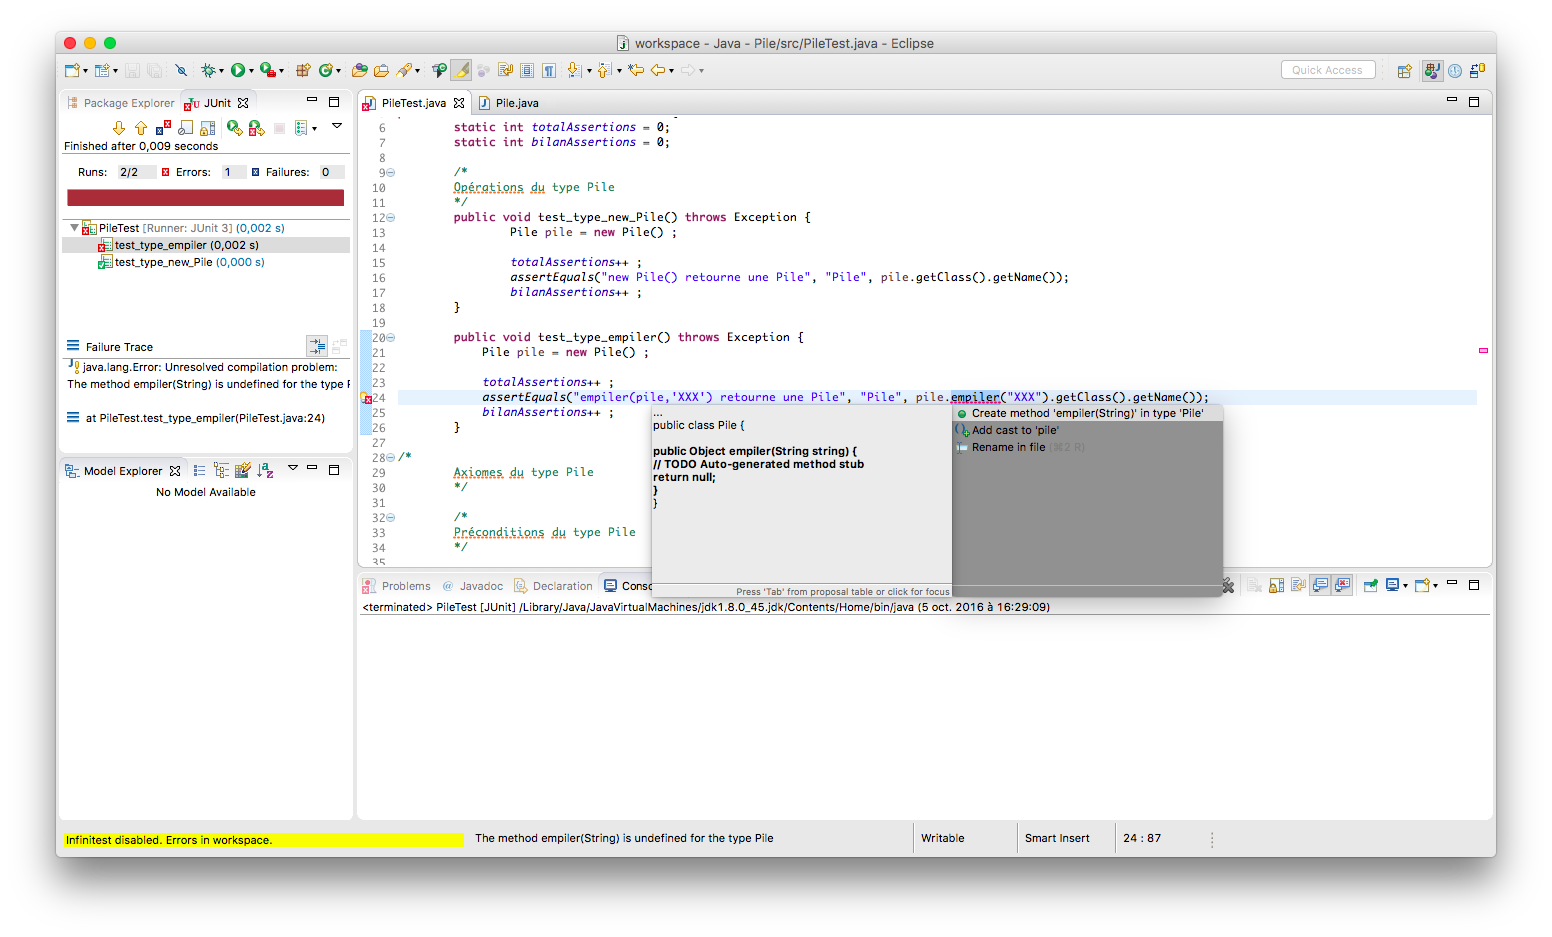 workspace - Java - Pile/src/PileTest.java - Eclipse
Quick Access
Package Explorer
JUnit
Finished after 0,009 seconds
Runs: 2/2 Errors: 1 Failures: 0
PileTest [Runner: JUnit 3] (0,002 s)
test_type_empiler (0,002 s)
test_type_new_Pile (0,000 s)
Failure Trace
java.lang.Error: Unresolved compilation problem:
The method empiler(String) is undefined for the type
at PileTest.test_type_empiler(PileTest.java:24)
Model Explorer
No Model Available
PileTest.java
Pile.java
6 static int totalAssertions = 0;
7 static int bilanAssertions = 0;
8
9 /*
10 Opérations du type Pile
11 */
12 public void test_type_new_Pile() throws Exception {
13 Pile pile = new Pile() ;
14
15 totalAssertions++ ;
16 assertEquals("new Pile() retourne une Pile", "Pile", pile.getClass().getName());
17 bilanAssertions++ ;
18 }
19
20 public void test_type_empiler() throws Exception {
21 Pile pile = new Pile() ;
22
23 totalAssertions++ ;
24 assertEquals("empiler(pile,'XXX') retourne une Pile", "Pile", pile.empiler("XXX").getClass().getName());
25 bilanAssertions++ ;
26 }
27
28 /*
29 Axiomes du type Pile
30 */
31
32 /*
33 Préconditions du type Pile
34 */
35
...
public class Pile {
public Object empiler(String string) {
// TODO Auto-generated method stub
return null;
}
}
Press 'Tab' from proposal table or click for focus
Create method 'empiler(String)' in type 'Pile'
Add cast to 'pile'
Rename in file (⌘2 R)
Problems
@ Javadoc
Declaration
Conso
<terminated> PileTest [JUnit] /Library/Java/JavaVirtualMachines/jdk1.8.0_45.jdk/Contents/Home/bin/java (5 oct. 2016 à 16:29:09)
Infinitest disabled. Errors in workspace.
The method empiler(String) is undefined for the type Pile
Writable
Smart Insert
24 : 87